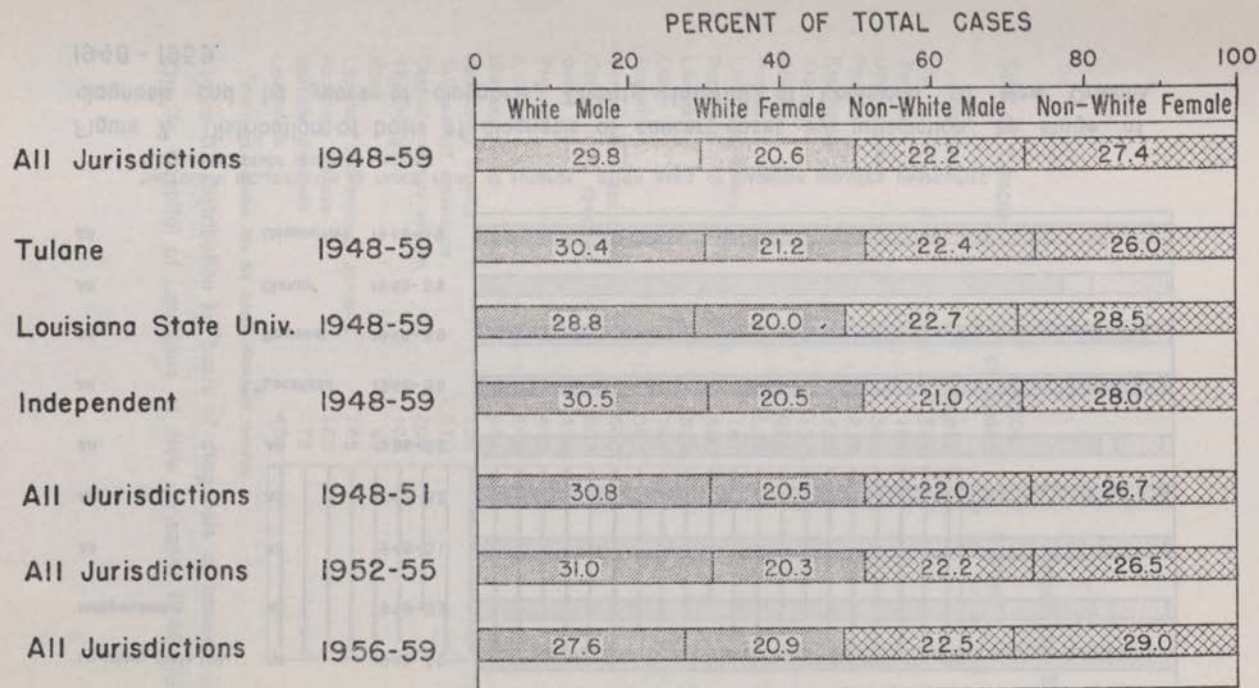 PERCENT OF TOTAL CASES
0 20 40 60 80 100
White Male White Female Non-White Male Non-White Female
All Jurisdictions 1948-59 29.8 20.6 22.2 27.4
Tulane 1948-59 30.4 21.2 22.4 26.0
Louisiana State Univ. 1948-59 28.8 20.0 22.7 28.5
Independent 1948-59 30.5 20.5 21.0 28.0
All Jurisdictions 1948-51 30.8 20.5 22.0 26.7
All Jurisdictions 1952-55 31.0 20.3 22.2 26.5
All Jurisdictions 1956-59 27.6 20.9 22.5 29.0